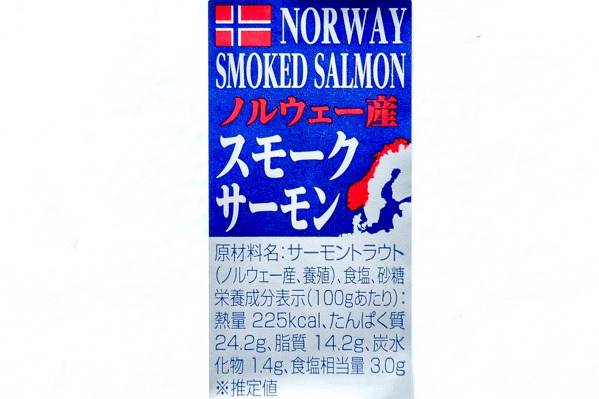 NORWAY
SMOKED SALMON
ノルウェー産
スモーク
サーモン
原材料名:サーモントラウト
(ノルウェー産、養殖)、食塩、砂糖
栄養成分表示(100gあたり):
熱量 225kcal、たんぱく質
24.2g、脂質 14.2g、炭水
化物 1.4g、食塩相当量 3.0g
※推定値